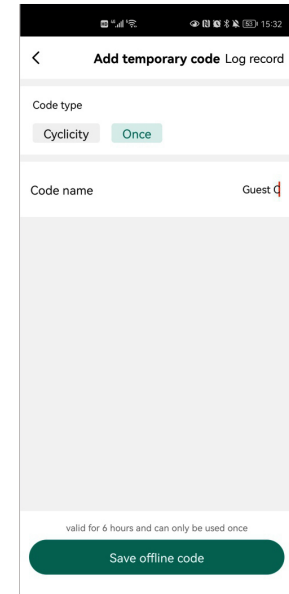 15:32
Add temporary code Log record
Code type
Cyclicity Once
Code name Guest C
valid for 6 hours and can only be used once
Save offline code